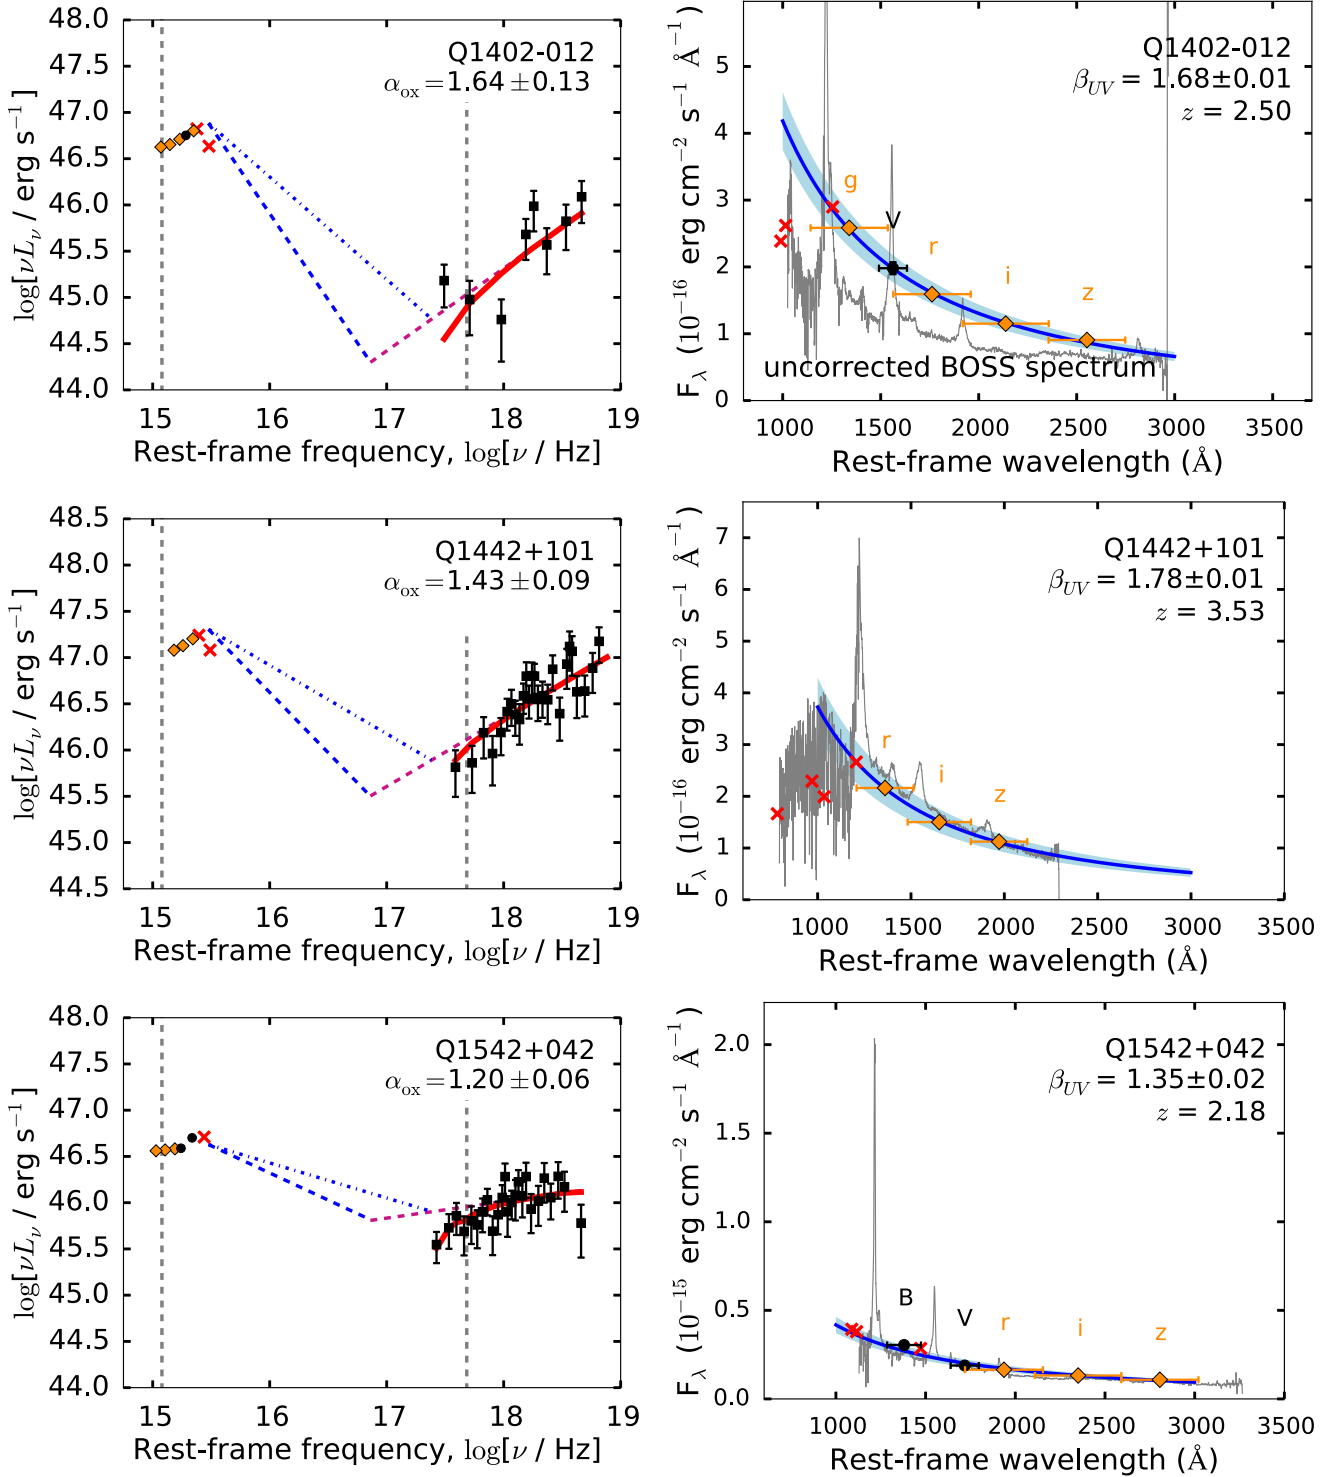 48.0
47.5
47.0
46.5
46.0
45.5
45.0
44.5
44.0
log[νLν / erg s⁻¹]
Q1402-012
αox = 1.64 ± 0.13
15 16 17 18 19
Rest-frame frequency, log[ν / Hz]
5
4
3
2
1
0
Fλ (10⁻¹⁶ erg cm⁻² s⁻¹ Å⁻¹)
Q1402-012
βUV = 1.68±0.01
z = 2.50
g
V
r
i
z
uncorrected BOSS spectrum
1000 1500 2000 2500 3000 3500
Rest-frame wavelength (Å)
48.5
48.0
47.5
47.0
46.5
46.0
45.5
45.0
44.5
log[νLν / erg s⁻¹]
Q1442+101
αox = 1.43 ± 0.09
15 16 17 18 19
Rest-frame frequency, log[ν / Hz]
7
6
5
4
3
2
1
0
Fλ (10⁻¹⁶ erg cm⁻² s⁻¹ Å⁻¹)
Q1442+101
βUV = 1.78±0.01
z = 3.53
r
i
z
1000 1500 2000 2500 3000 3500
Rest-frame wavelength (Å)
48.0
47.5
47.0
46.5
46.0
45.5
45.0
44.5
44.0
log[νLν / erg s⁻¹]
Q1542+042
αox = 1.20 ± 0.06
15 16 17 18 19
Rest-frame frequency, log[ν / Hz]
2.0
1.5
1.0
0.5
0.0
Fλ (10⁻¹⁵ erg cm⁻² s⁻¹ Å⁻¹)
Q1542+042
βUV = 1.35±0.02
z = 2.18
B
V
r
i
z
1000 1500 2000 2500 3000 3500
Rest-frame wavelength (Å)